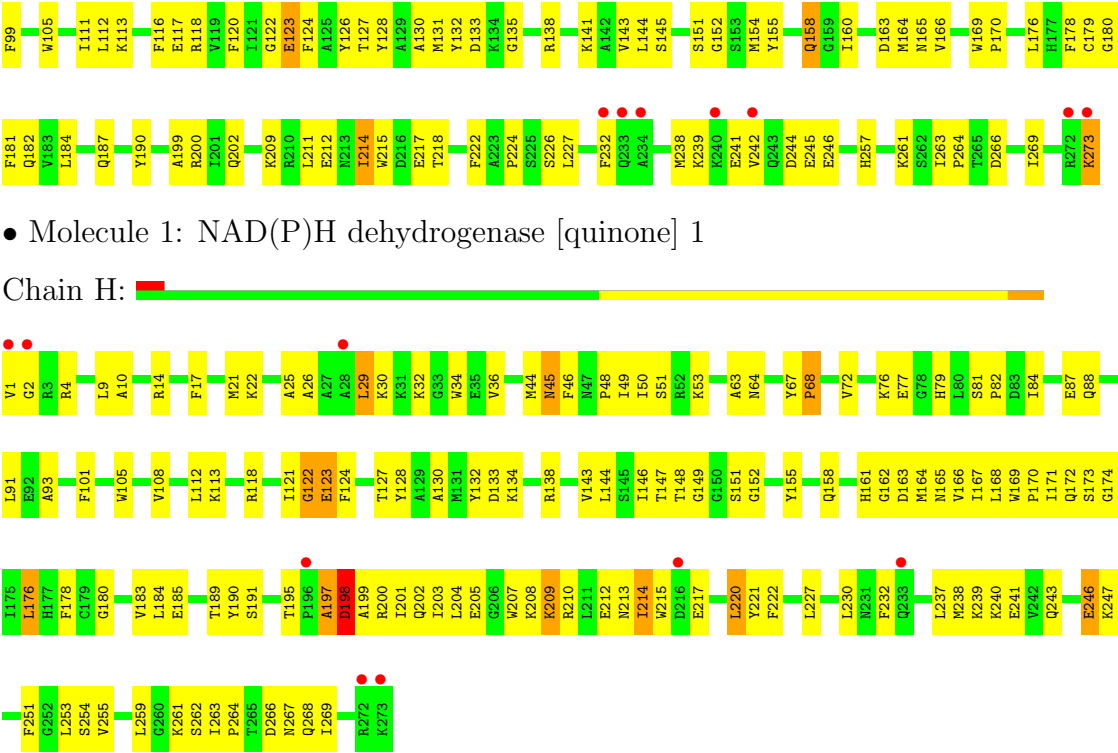 F99 W105 I111 L112 K113 F116 E117 R118 V119 F120 I121 G122 E123 F124 A125 Y126 T127 Y128 A129 A130 M131 Y132 D133 K134 G135 R138 K141 A142 V143 L144 S145 S151 G152 S153 M154 Y155 Q158 G159 I160 D163 M164 N165 V166 W169 P170 L176 H177 F178 C179 G180
F181 Q182 V183 L184 Q187 Y190 A199 R200 I201 Q202 K209 R210 L211 E212 N213 I214 W215 D216 E217 T218 F222 A223 P224 S225 S226 L227 F232 Q233 A234 M238 K239 K240 E241 V242 Q243 D244 E245 E246 H257 K261 S262 I263 P264 T265 D266 I269 R272 K273
• Molecule 1: NAD(P)H dehydrogenase [quinone] 1
Chain H:
V1 G2 R3 R4 L9 A10 R14 F17 M21 K22 A25 A26 A27 A28 L29 K30 K31 K32 G33 W34 E35 V36 M44 N45 F46 N47 P48 I49 I50 S51 R52 K53 A63 N64 Y67 P68 V72 K76 E77 G78 H79 L80 S81 P82 D83 I84 E87 Q88
L91 E92 A93 F101 W105 V108 L112 K113 R118 I121 G122 E123 F124 T127 Y128 A129 A130 M131 Y132 D133 K134 R138 V143 L144 S145 I146 T147 T148 G149 G150 S151 G152 Y155 Q158 H161 G162 D163 M164 N165 V166 I167 L168 W169 P170 I171 Q172 S173 G174
I175 L176 H177 F178 C179 G180 V183 L184 E185 T189 Y190 S191 T195 P196 A197 D198 A199 R200 I201 Q202 I203 L204 E205 G206 W207 K208 K209 R210 L211 E212 N213 I214 W215 D216 E217 L220 Y221 F222 L227 L230 N231 F232 Q233 L237 M238 K239 K240 E241 V242 Q243 E246 K247
F251 G252 L253 S254 V255 L259 G260 K261 S262 I263 P264 T265 D266 N267 Q268 I269 R272 K273